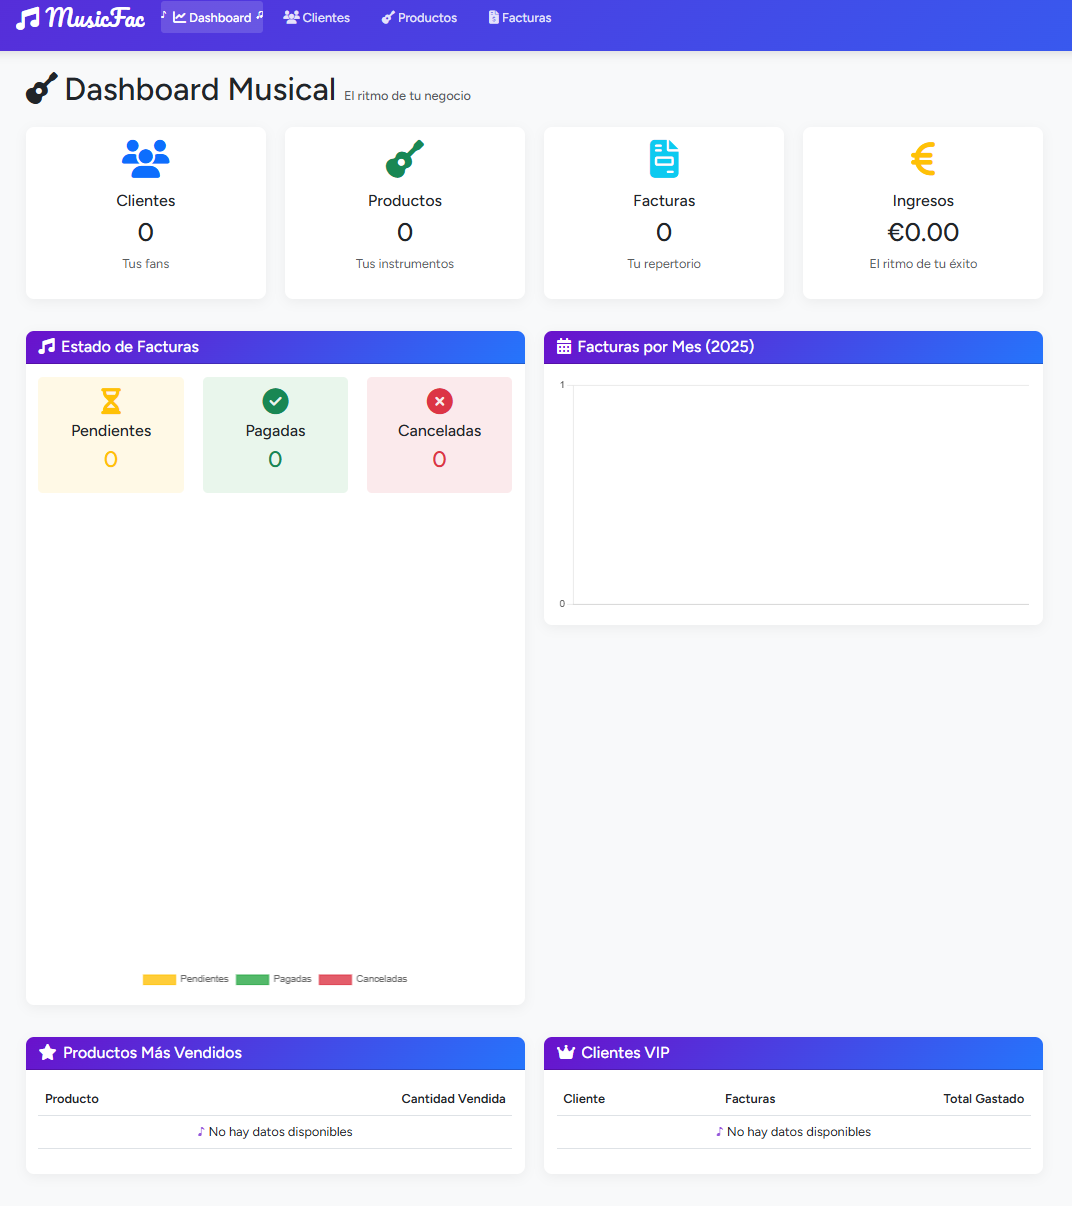 MusicFac Dashboard Clientes Productos Facturas
Dashboard Musical El ritmo de tu negocio
Clientes
0
Tus fans
Productos
0
Tus instrumentos
Facturas
0
Tu repertorio
Ingresos
€0.00
El ritmo de tu éxito
Estado de Facturas
Pendientes
0
Pagadas
0
Canceladas
0
Pendientes Pagadas Canceladas
Facturas por Mes (2025)
1
0
Productos Más Vendidos
Producto Cantidad Vendida
♪ No hay datos disponibles
Clientes VIP
Cliente Facturas Total Gastado
♪ No hay datos disponibles